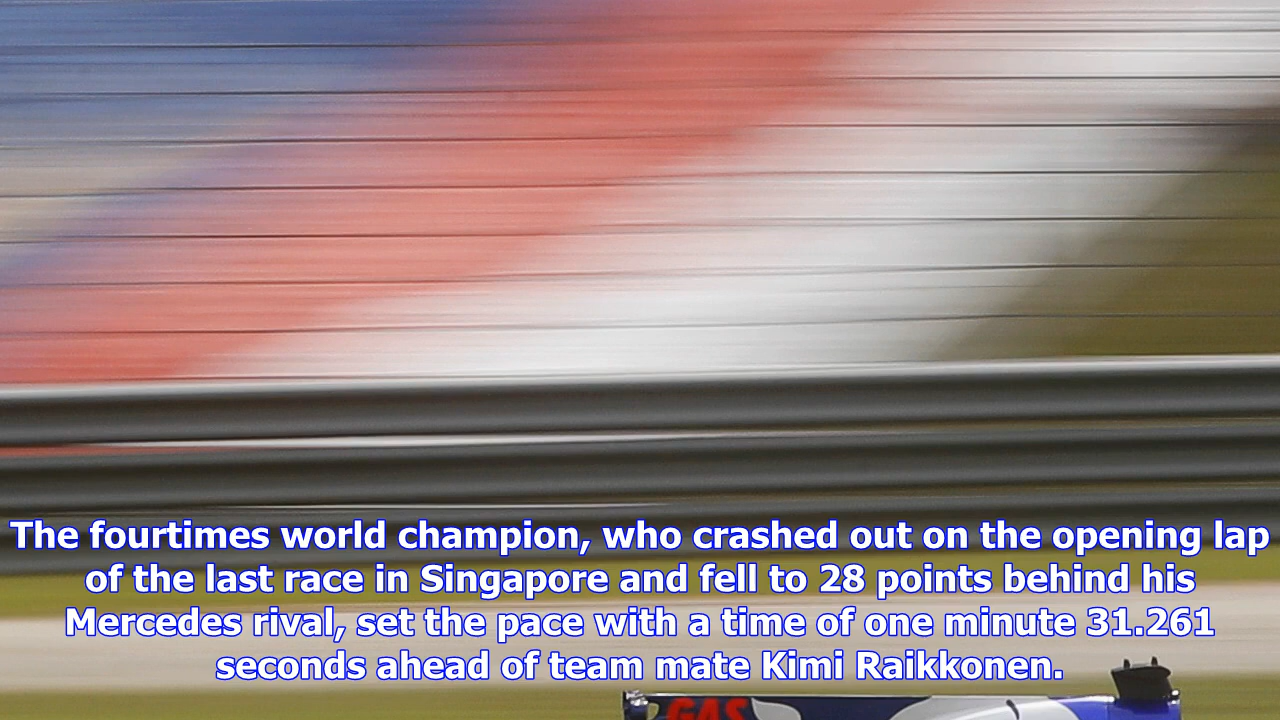 The fourtimes world champion, who crashed out on the opening lap
of the last race in Singapore and fell to 28 points behind his
Mercedes rival, set the pace with a time of one minute 31.261
seconds ahead of team mate Kimi Raikkonen.
GAS